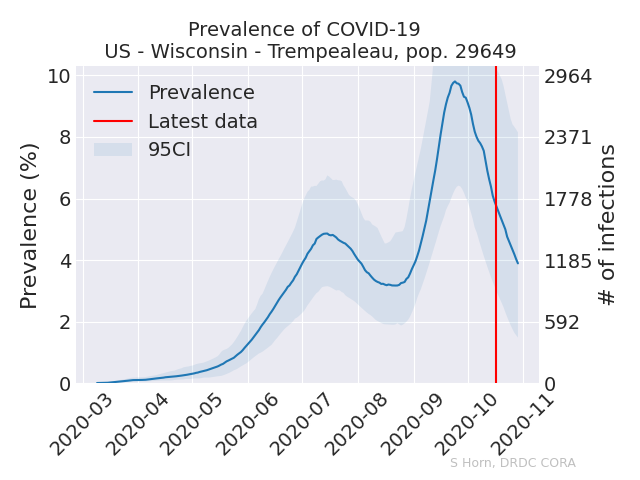 Prevalence of COVID-19
US - Wisconsin - Trempealeau, pop. 29649
Prevalence (%)
10
8
6
4
2
0
Prevalence
Latest data
95CI
2964
2371
1778
1185
592
0
# of infections
2020-03
2020-04
2020-05
2020-06
2020-07
2020-08
2020-09
2020-10
2020-11
S Horn, DRDC CORA